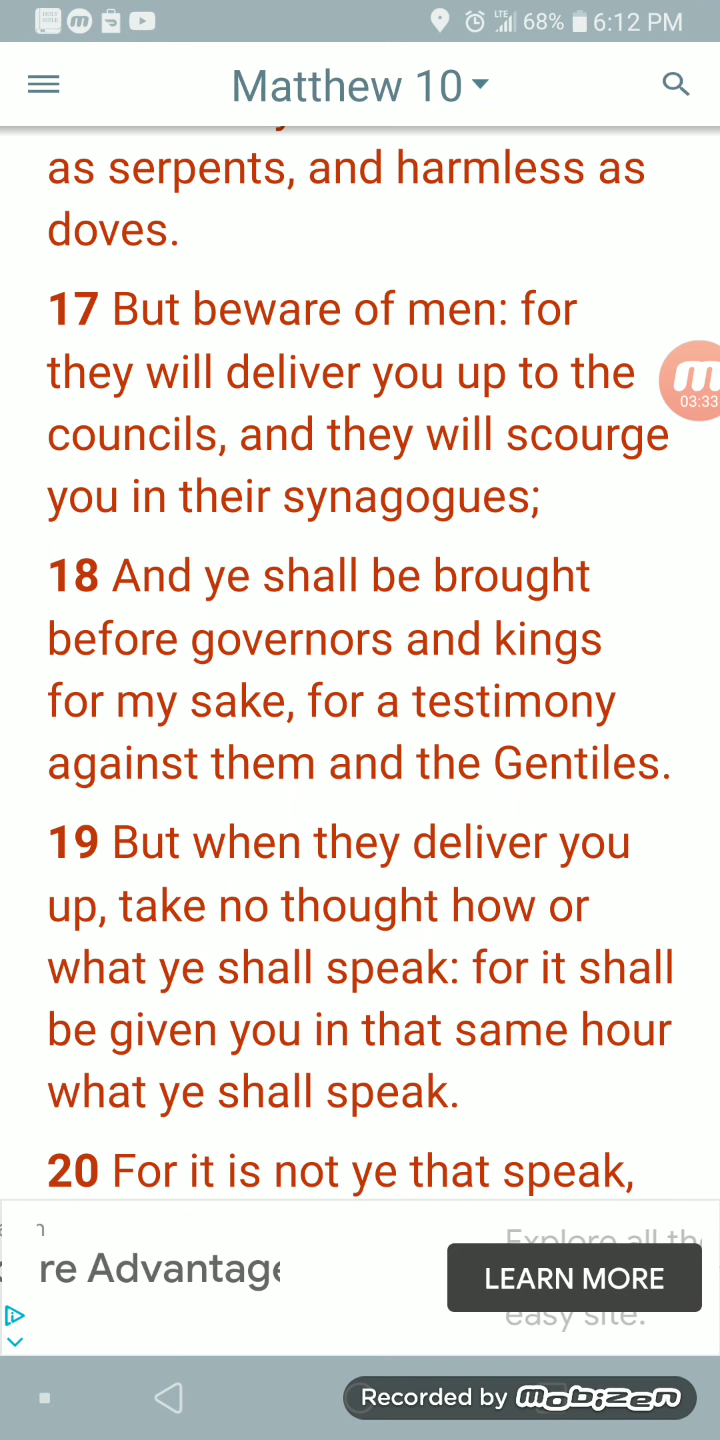 LTE 68% 6:12 PM
Matthew 10
as serpents, and harmless as
doves.
17 But beware of men: for
they will deliver you up to the
03:33
councils, and they will scourge
you in their synagogues;
18 And ye shall be brought
before governors and kings
for my sake, for a testimony
against them and the Gentiles.
19 But when they deliver you
up, take no thought how or
what ye shall speak: for it shall
be given you in that same hour
what ye shall speak.
20 For it is not ye that speak,
re Advantage
Explore all th
LEARN MORE
easy site.
Recorded by mobizen